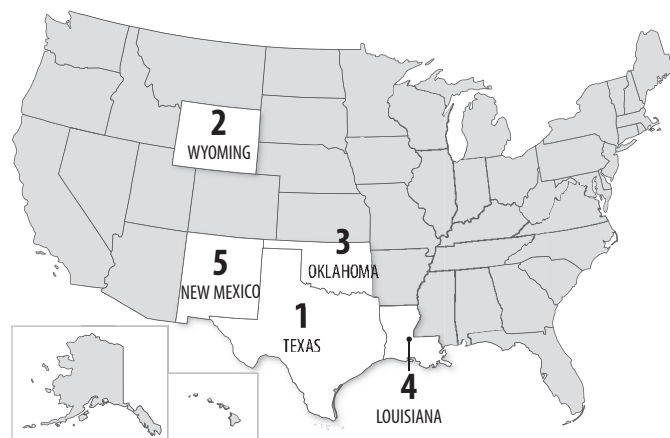 2
WYOMING
3
OKLAHOMA
5
NEW MEXICO
1
TEXAS
4
LOUISIANA